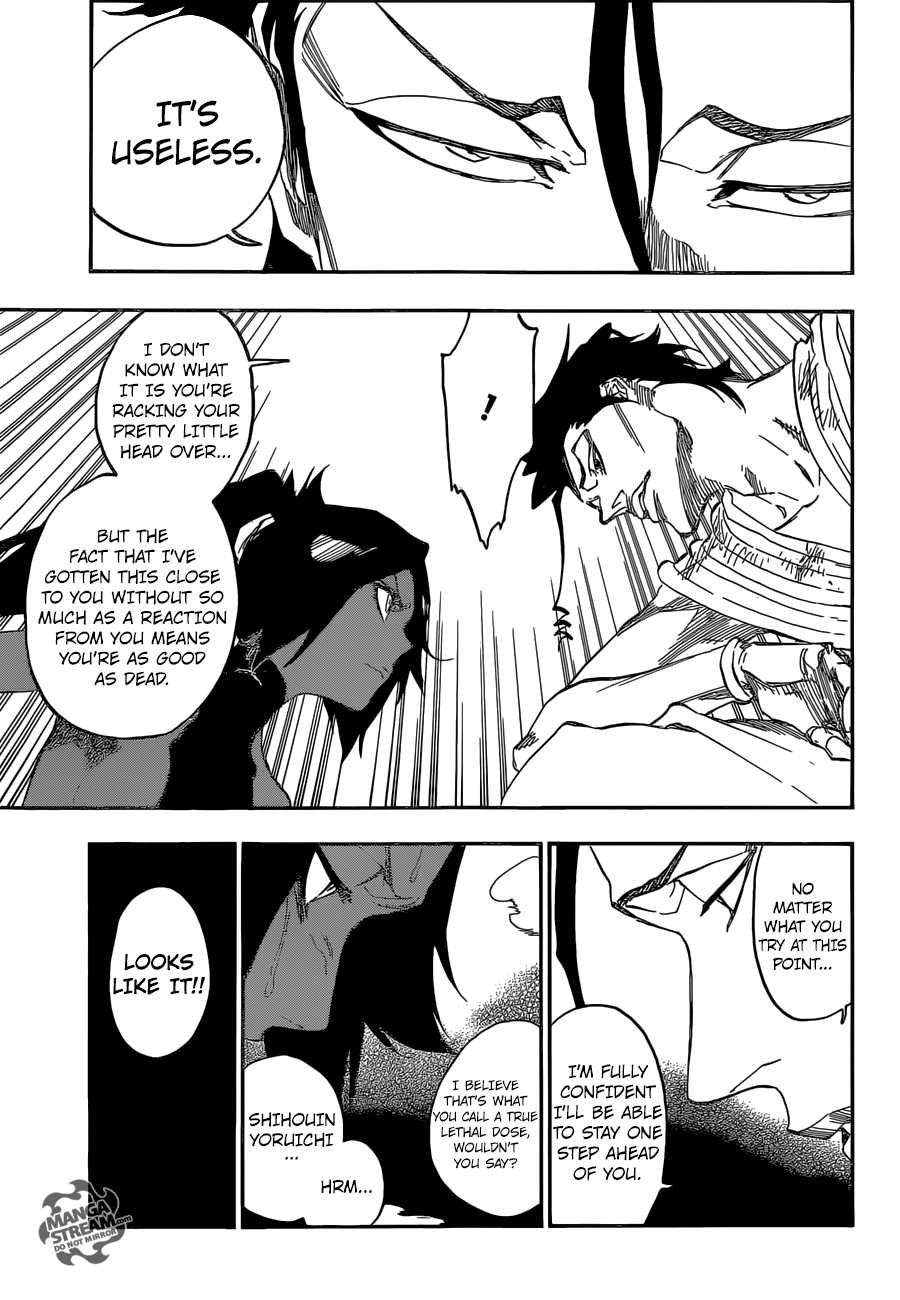 IT'S
USELESS.
!
I DON'T
KNOW WHAT
IT IS YOU'RE
RACKING YOUR
PRETTY LITTLE
HEAD OVER...
BUT THE
FACT THAT I'VE
GOTTEN THIS CLOSE
TO YOU WITHOUT SO
MUCH AS A REACTION
FROM YOU MEANS
YOU'RE AS GOOD
AS DEAD.
NO
MATTER
WHAT YOU
TRY AT THIS
POINT...
I'M FULLY
CONFIDENT
I'LL BE ABLE
TO STAY ONE
STEP AHEAD
OF YOU.
I BELIEVE
THAT'S WHAT
YOU CALL A TRUE
LETHAL DOSE,
WOULDN'T
YOU SAY?
SHIHOUIN
YORUICHI
...
HRM...
LOOKS
LIKE IT!!
MANGA
STREAM.com
DO NOT MIRROR